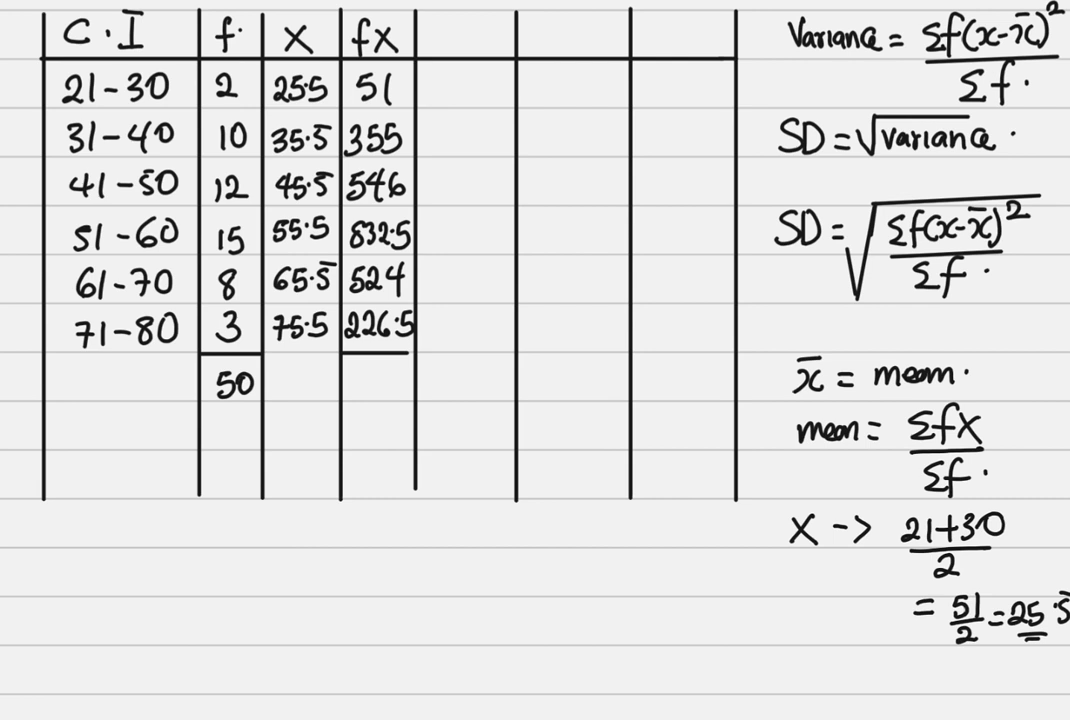 C.I f. x fx
21-30 2 25.5 51
31-40 10 35.5 355
41-50 12 45.5 546
51-60 15 55.5 832.5
61-70 8 65.5 524
71-80 3 75.5 226.5
50
Variance = Σf(x-x̄)²/Σf.
SD = √variance.
SD = √(Σf(x-x̄)²/Σf.)
x̄ = mean.
mean = Σfx/Σf.
X -> 21+30/2
= 51/2 = 25.5